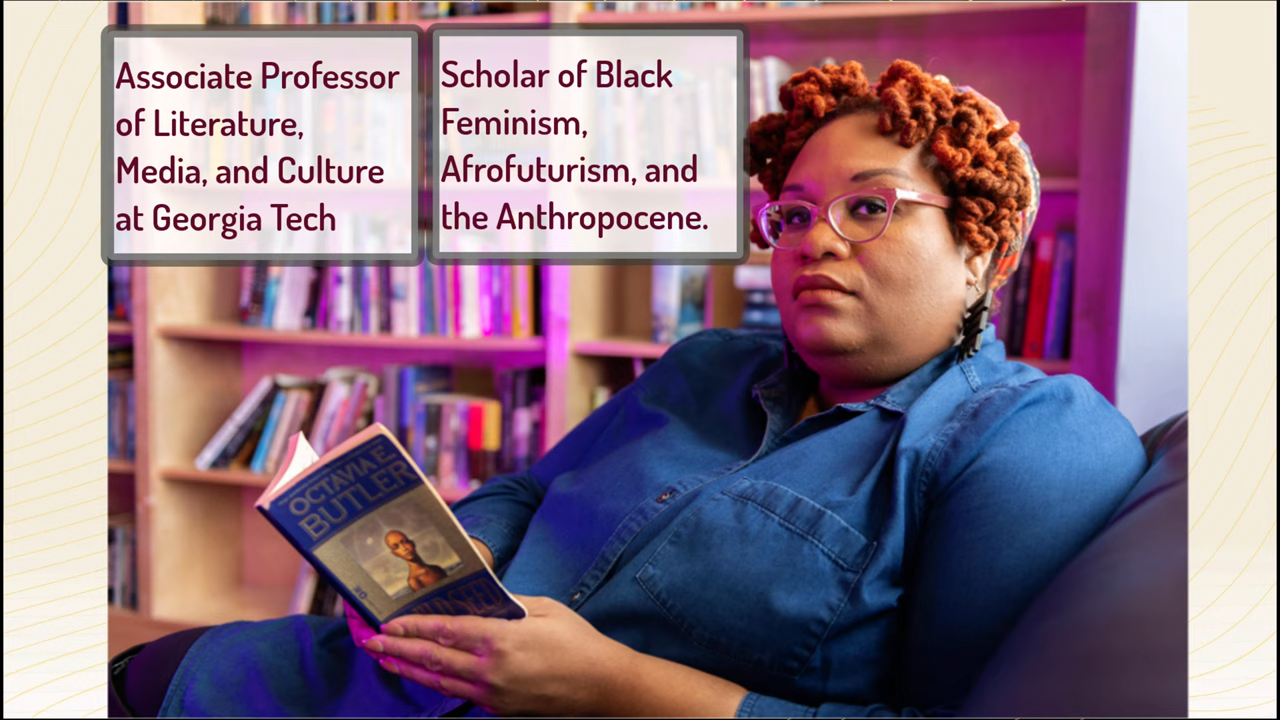 Associate Professor
of Literature,
Media, and Culture
at Georgia Tech
Scholar of Black
Feminism,
Afrofuturism, and
the Anthropocene.
OCTAVIA E.
BUTLER